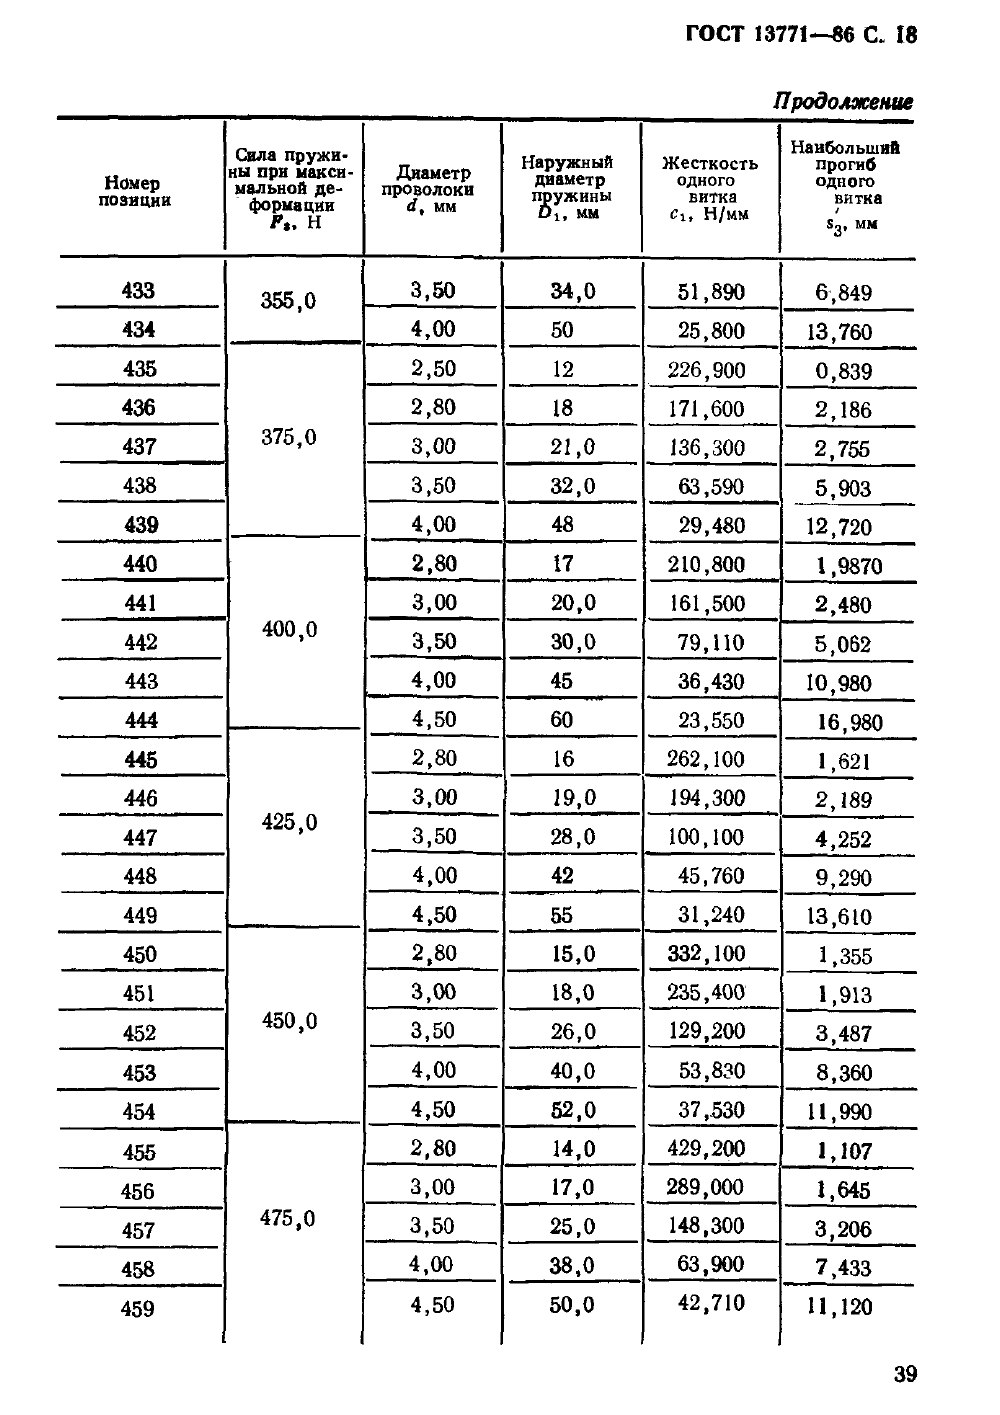 ГОСТ 13771—86 С. 18
Продолжение
Номер позиции | Сила пружины при максимальной деформации F₃, Н | Диаметр проволоки d, мм | Наружный диаметр пружины D₁, мм | Жесткость одного витка c₁, Н/мм | Наибольший прогиб одного витка s′₃, мм
433 | 355,0 | 3,50 | 34,0 | 51,890 | 6,849
434 | 4,00 | 50 | 25,800 | 13,760
435 | 375,0 | 2,50 | 12 | 226,900 | 0,839
436 | 2,80 | 18 | 171,600 | 2,186
437 | 3,00 | 21,0 | 136,300 | 2,755
438 | 3,50 | 32,0 | 63,590 | 5,903
439 | 4,00 | 48 | 29,480 | 12,720
440 | 400,0 | 2,80 | 17 | 210,800 | 1,9870
441 | 3,00 | 20,0 | 161,500 | 2,480
442 | 3,50 | 30,0 | 79,110 | 5,062
443 | 4,00 | 45 | 36,430 | 10,980
444 | 4,50 | 60 | 23,550 | 16,980
445 | 425,0 | 2,80 | 16 | 262,100 | 1,621
446 | 3,00 | 19,0 | 194,300 | 2,189
447 | 3,50 | 28,0 | 100,100 | 4,252
448 | 4,00 | 42 | 45,760 | 9,290
449 | 4,50 | 55 | 31,240 | 13,610
450 | 450,0 | 2,80 | 15,0 | 332,100 | 1,355
451 | 3,00 | 18,0 | 235,400 | 1,913
452 | 3,50 | 26,0 | 129,200 | 3,487
453 | 4,00 | 40,0 | 53,830 | 8,360
454 | 4,50 | 52,0 | 37,530 | 11,990
455 | 475,0 | 2,80 | 14,0 | 429,200 | 1,107
456 | 3,00 | 17,0 | 289,000 | 1,645
457 | 3,50 | 25,0 | 148,300 | 3,206
458 | 4,00 | 38,0 | 63,900 | 7,433
459 | 4,50 | 50,0 | 42,710 | 11,120
39